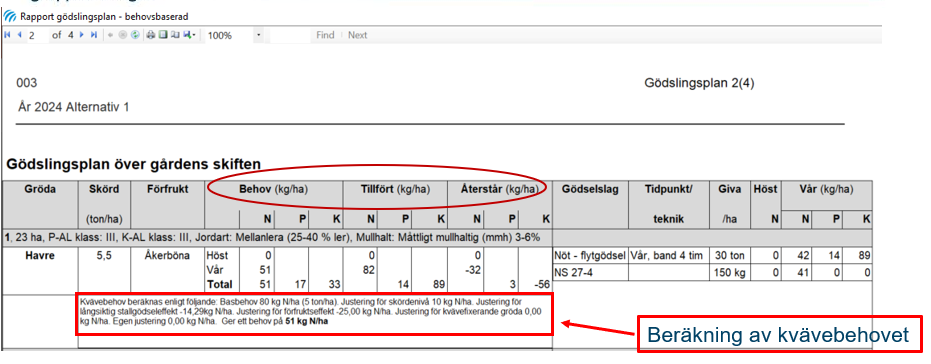 Rapport gödslingsplan - behovsbaserad
2 of 4 100% Find Next
003 Gödslingsplan 2(4)
År 2024 Alternativ 1
Gödslingsplan över gårdens skiften
Gröda Skörd Förfrukt Behov (kg/ha) Tillfört (kg/ha) Återstår (kg/ha) Gödselslag Tidpunkt/ Giva Höst Vår (kg/ha)
(ton/ha) N P K N P K N P K teknik /ha N N P K
1, 23 ha, P-AL klass: III, K-AL klass: III, Jordart: Mellanlera (25-40 % ler), Mullhalt: Måttligt mullhaltig (mmh) 3-6%
Havre 5,5 Åkerböna Höst 0 0 0 Nöt - flytgödsel Vår, band 4 tim 30 ton 0 42 14 89
Vår 51 82 -32 NS 27-4 150 kg 0 41 0 0
Total 51 17 33 14 89 3 -56
Kvävebehov beräknas enligt följande: Basbehov 80 kg N/ha (5 ton/ha). Justering för skördenivå 10 kg N/ha. Justering för
långsiktig stallgödseleffekt -14,29kg N/ha. Justering för förfruktseffekt -25,00 kg N/ha. Justering för kvävefixerande gröda 0,00
kg N/ha. Egen justering 0,00 kg N/ha. Ger ett behov på 51 kg N/ha
Beräkning av kvävebehovet